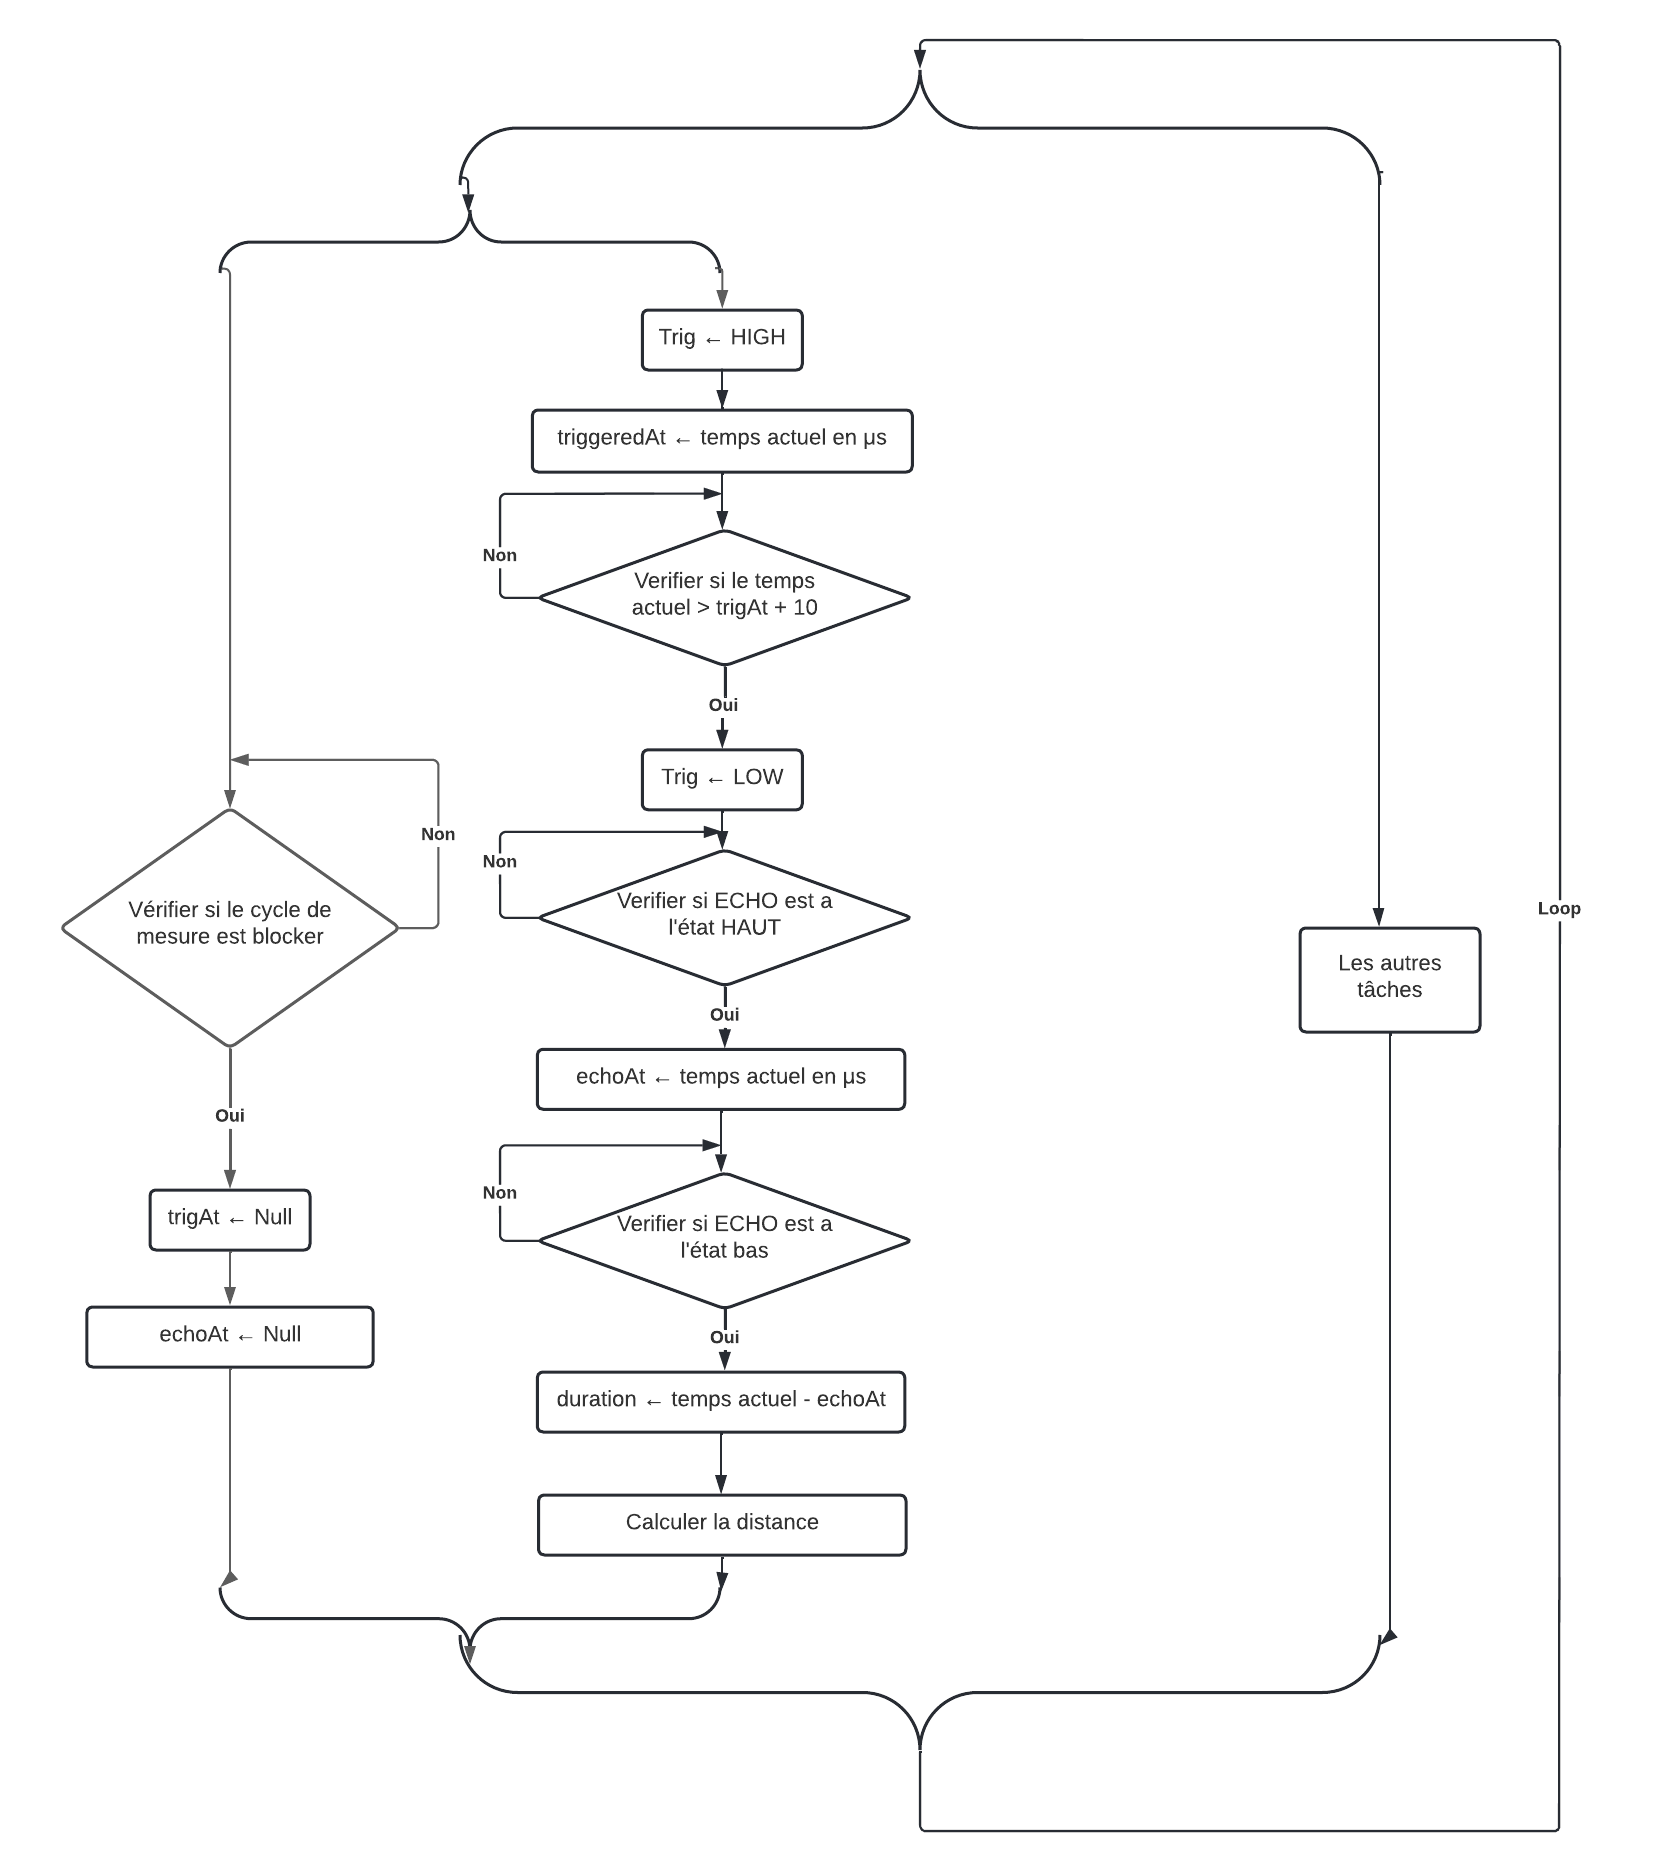 Trig ← HIGH
triggeredAt ← temps actuel en μs
Non
Verifier si le temps
actuel > trigAt + 10
Oui
Trig ← LOW
Non
Verifier si ECHO est a
l'état HAUT
Oui
echoAt ← temps actuel en μs
Non
Verifier si ECHO est a
l'état bas
Oui
duration ← temps actuel - echoAt
Calculer la distance
Non
Vérifier si le cycle de
mesure est blocker
Oui
trigAt ← Null
echoAt ← Null
Les autres
tâches
Loop